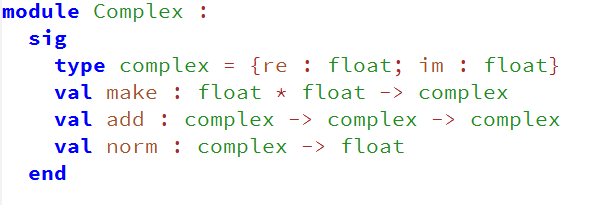 module Complex :
  sig
    type complex = {re : float; im : float}
    val make : float * float -> complex
    val add : complex -> complex -> complex
    val norm : complex -> float
  end